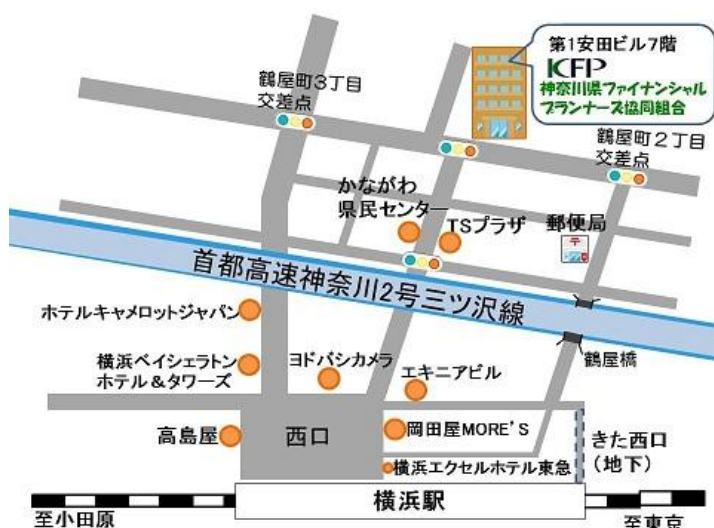 第1安田ビル7階
KFP
神奈川県ファイナンシャル
プランナーズ協同組合
鶴屋町3丁目
交差点
鶴屋町2丁目
交差点
かながわ
県民センター
TSプラザ
郵便局
〒
首都高速神奈川2号三ツ沢線
ホテルキャメロットジャパン
横浜ベイシェラトン
ホテル&タワーズ
ヨドバシカメラ
エキニアビル
鶴屋橋
高島屋
西口
岡田屋MORE'S
きた西口
(地下)
横浜エクセルホテル東急
横浜駅
至小田原
至東京